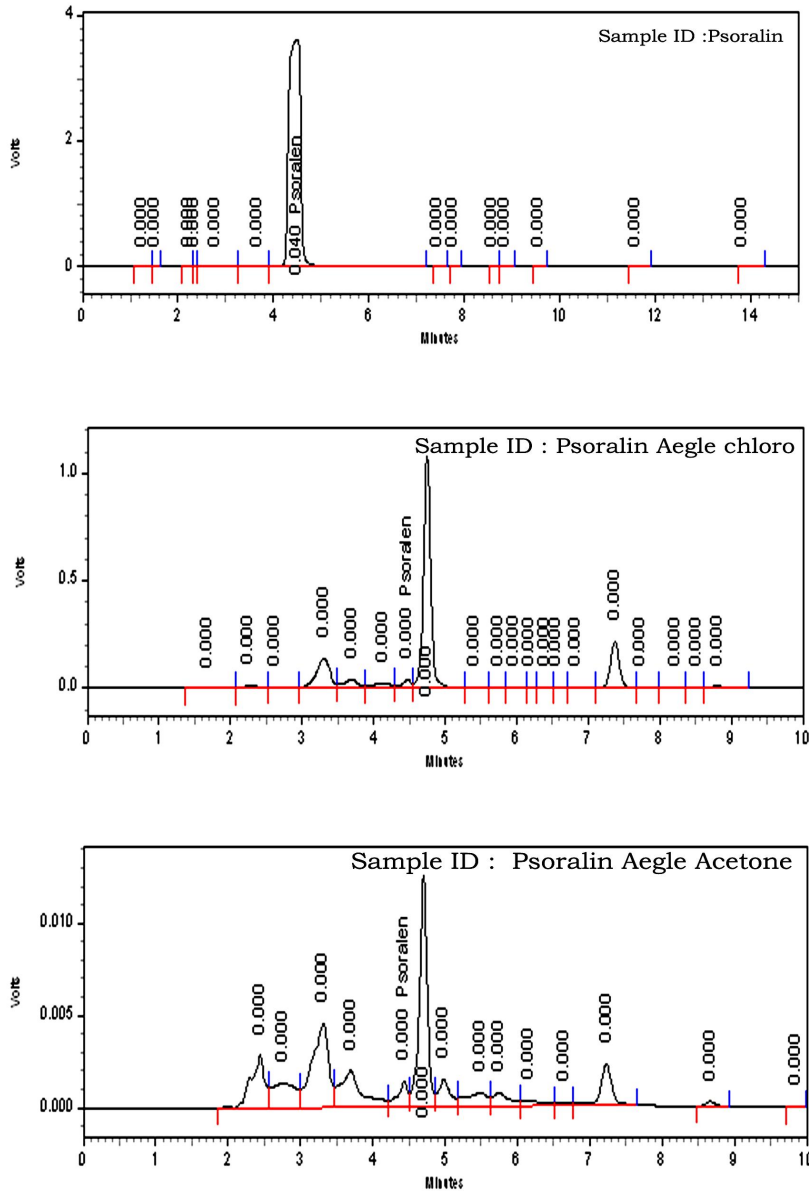 Sample ID :Psoralin
4
2
0
Volts
0.000 0.000 0.000 0.000 0.000 0.000 0.040 Psoralen 0.000 0.000 0.000 0.000 0.000 0.000 0.000
0 2 4 6 8 10 12 14
Minutes
Sample ID : Psoralin Aegle chloro
1.0
0.5
0.0
Volts
0.000 0.000 0.000 0.000 0.000 0.000 0.000 Psoralen 0.000 0.000 0.000 0.000 0.000 0.000 0.000 0.000 0.000 0.000 0.000 0.000 0.000
0 1 2 3 4 5 6 7 8 9 10
Minutes
Sample ID : Psoralin Aegle Acetone
0.010
0.005
0.000
Volts
0.000 0.000 0.000 0.000 0.000 Psoralen 0.000 0.000 0.000 0.000 0.000 0.000 0.000 0.000 0.000
0 1 2 3 4 5 6 7 8 9 10
Minutes